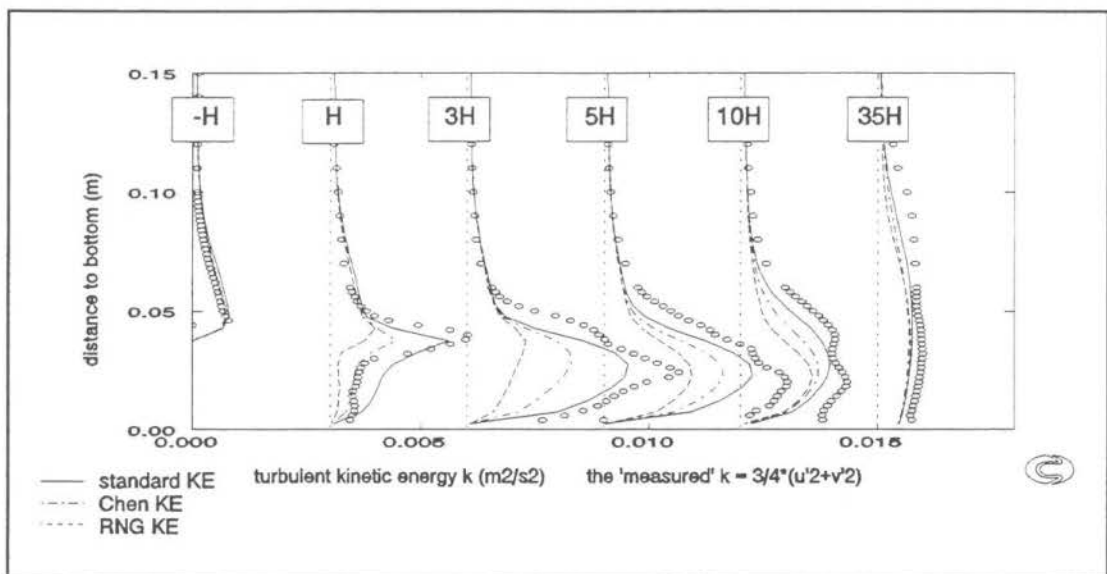 0.15
-H H 3H 5H 10H 35H
0.10
distance to bottom (m)
0.05
0.00
0.000 0.005 0.010 0.015
standard KE turbulent kinetic energy k (m2/s2) the 'measured' k = 3/4*(u'2+v'2)
Chen KE
RNG KE